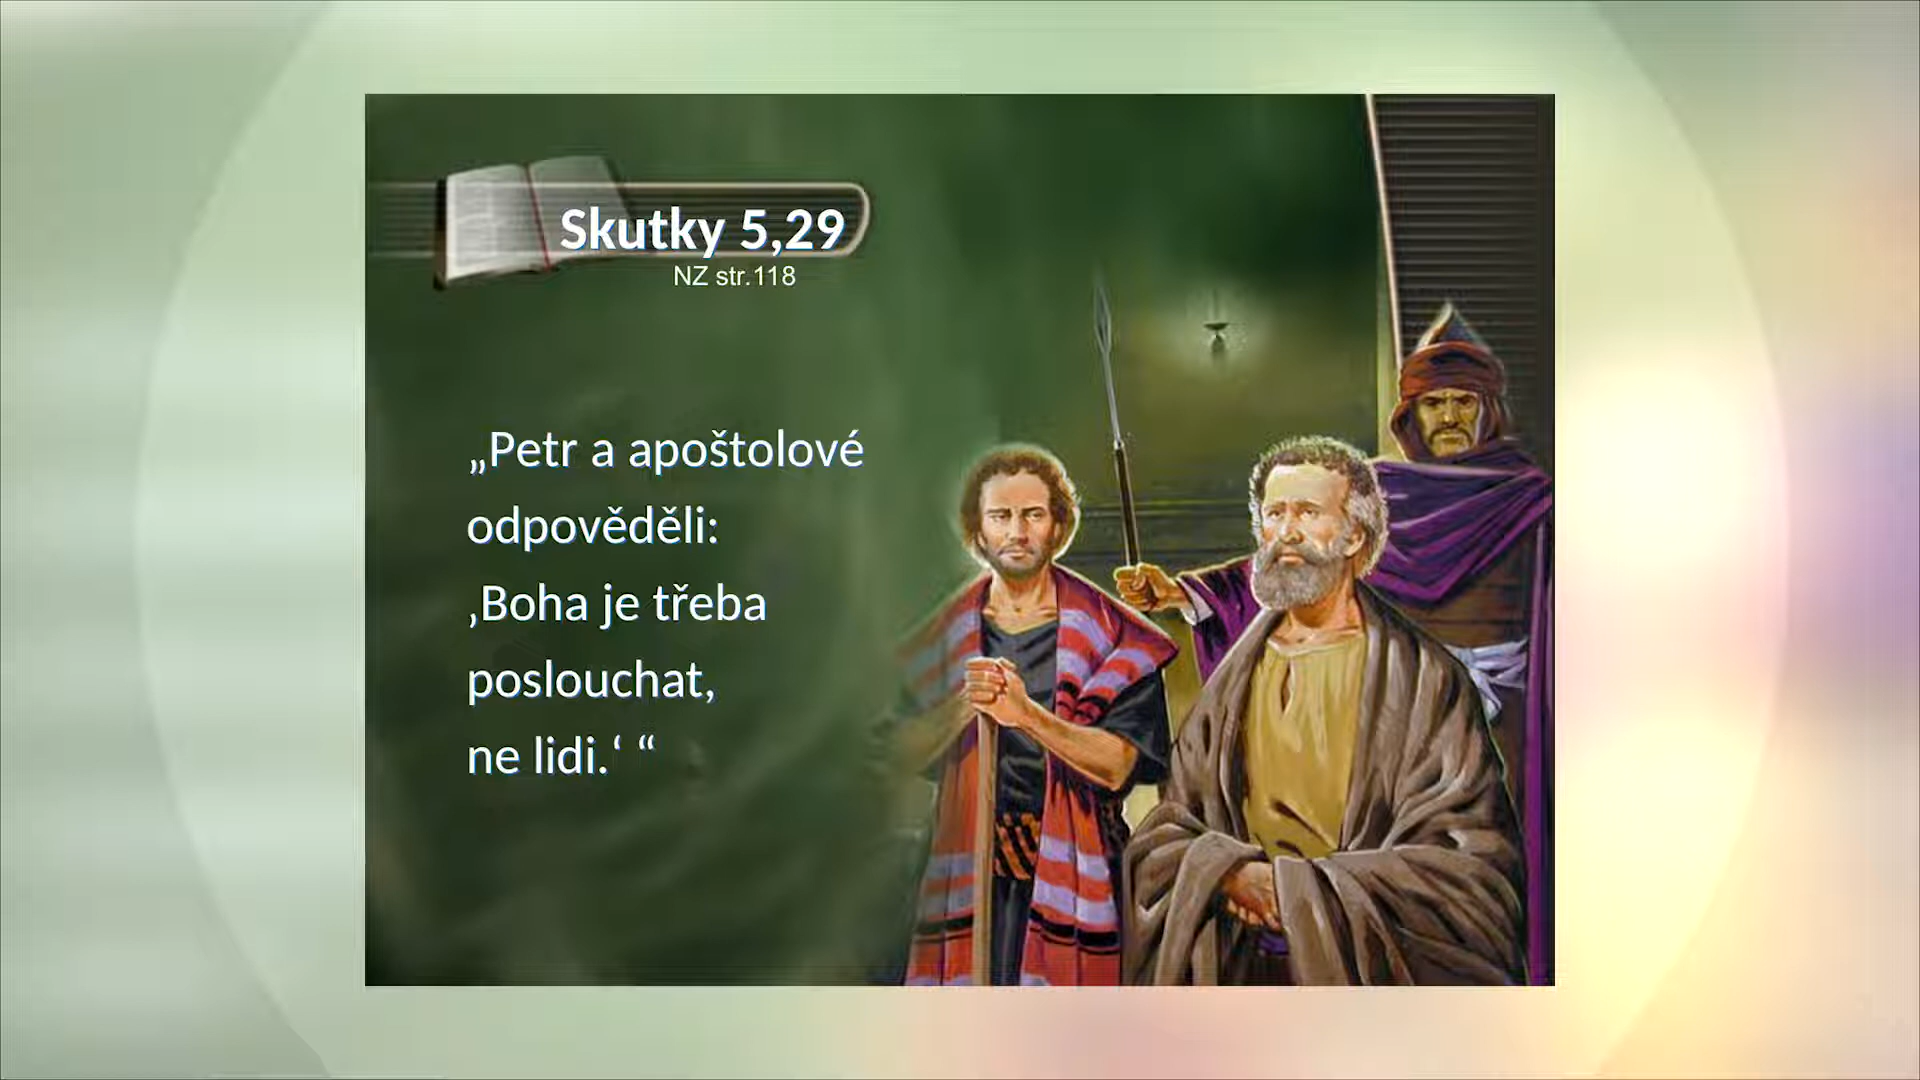 Skutky 5,29
NZ str.118
„Petr a apoštolové
odpověděli:
‚Boha je třeba
poslouchat,
ne lidi.‘ “